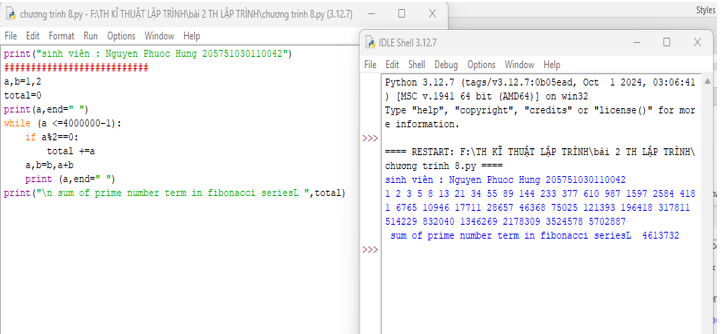 chương trinh 8.py - F:\TH KĨ THUẬT LẬP TRÌNH\bài 2 TH LẬP TRÌNH\chương trinh 8.py (3.12.7)
File Edit Format Run Options Window Help
print("sinh viên : Nguyen Phuoc Hung 205751030110042")
###########################
a,b=1,2
total=0
print(a,end=" ")
while (a <=4000000-1):
    if a%2==0:
        total +=a
    a,b=b,a+b
    print (a,end=" ")
print("\n sum of prime number term in fibonacci seriesL ",total)
Styles
IDLE Shell 3.12.7
File Edit Shell Debug Options Window Help
Python 3.12.7 (tags/v3.12.7:0b05ead, Oct  1 2024, 03:06:41
) [MSC v.1941 64 bit (AMD64)] on win32
Type "help", "copyright", "credits" or "license()" for mor
e information.
>>>
==== RESTART: F:\TH KĨ THUẬT LẬP TRÌNH\bài 2 TH LẬP TRÌNH\
chương trinh 8.py ====
sinh viên : Nguyen Phuoc Hung 205751030110042
1 2 3 5 8 13 21 34 55 89 144 233 377 610 987 1597 2584 418
1 6765 10946 17711 28657 46368 75025 121393 196418 317811
514229 832040 1346269 2178309 3524578 5702887
 sum of prime number term in fibonacci seriesL  4613732
>>>